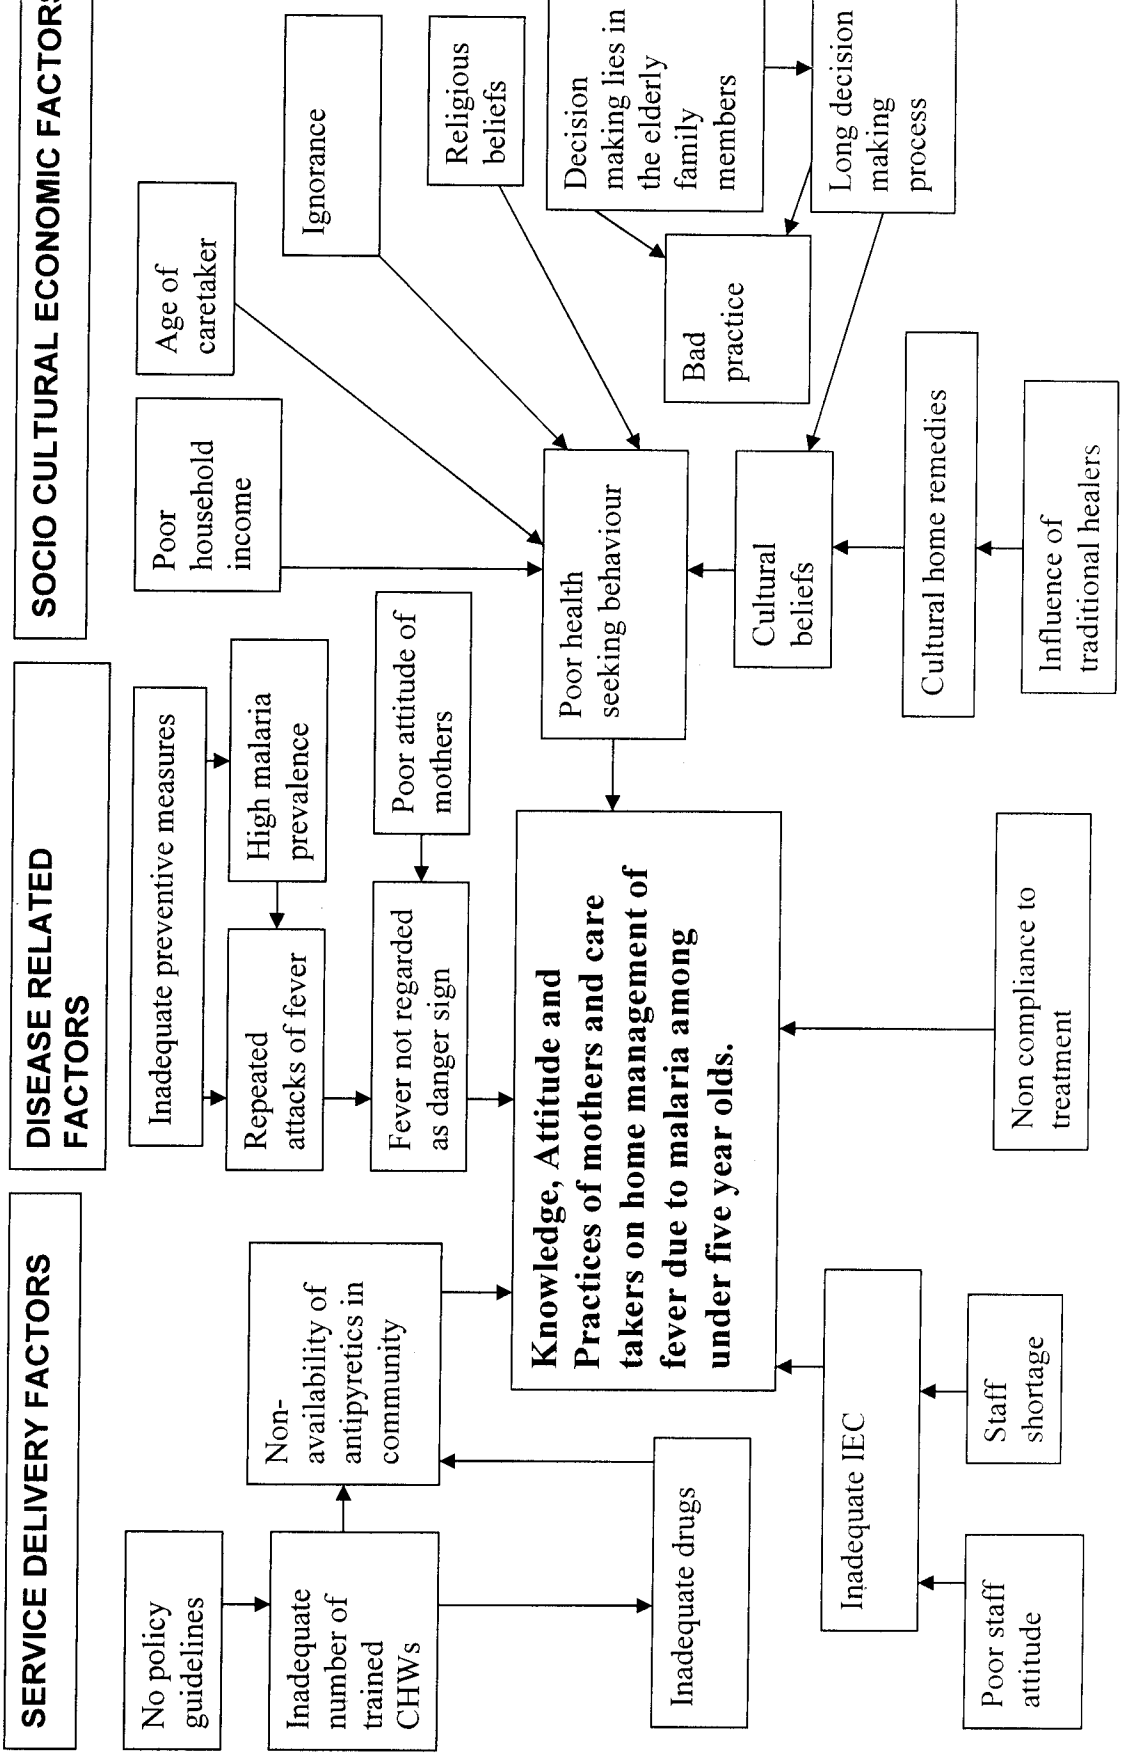 SERVICE DELIVERY FACTORS
DISEASE RELATED
FACTORS
SOCIO CULTURAL ECONOMIC FACTORS
No policy
guidelines
Inadequate
number of
trained
CHWs
Non-
availability of
antipyretics in
community
Inadequate drugs
Inadequate IEC
Poor staff
attitude
Staff
shortage
Inadequate preventive measures
High malaria
prevalence
Repeated
attacks of fever
Poor attitude of
mothers
Fever not regarded
as danger sign
Knowledge, Attitude and
Practices of mothers and care
takers on home management of
fever due to malaria among
under five year olds.
Non compliance to
treatment
Poor
household
income
Age of
caretaker
Ignorance
Religious
beliefs
Poor health
seeking behaviour
Decision
making lies in
the elderly
family
members
Long decision
making
process
Bad
practice
Cultural
beliefs
Cultural home remedies
Influence of
traditional healers